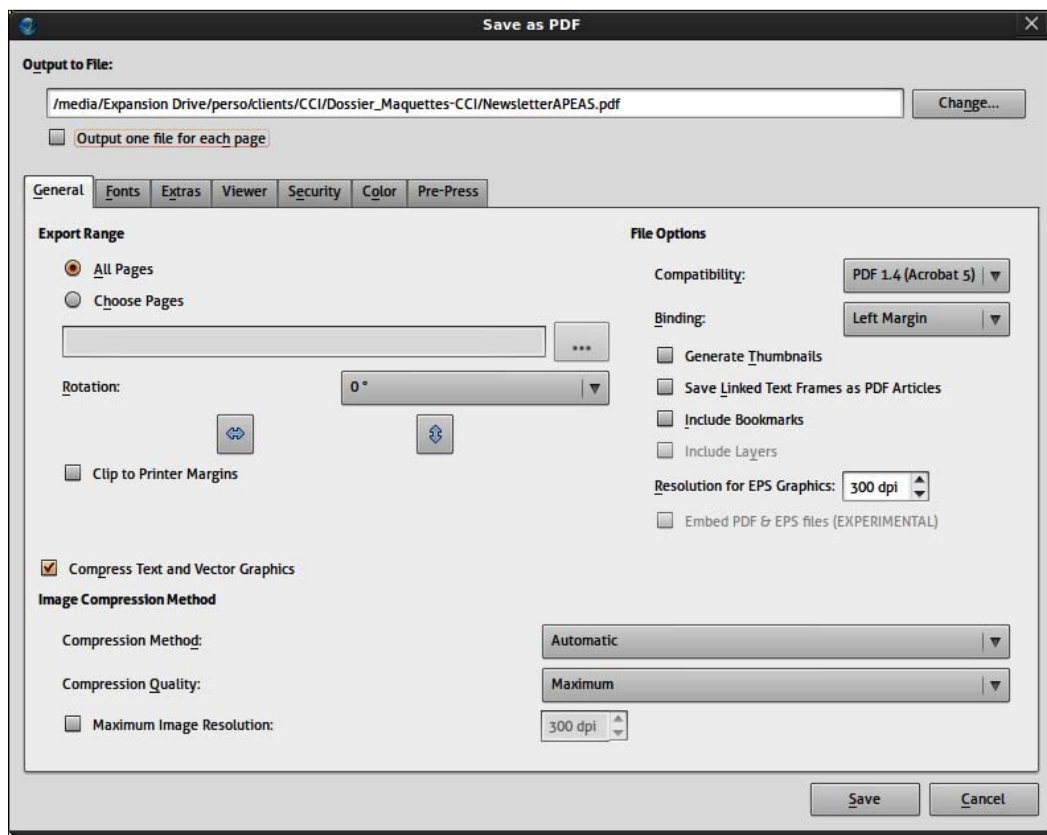 Save as PDF
Output to File:
/media/Expansion Drive/perso/clients/CCI/Dossier_Maquettes-CCI/NewsletterAPEAS.pdf
Change...
Output one file for each page
General Fonts Extras Viewer Security Color Pre-Press
Export Range
All Pages
Choose Pages
...
Rotation:
0 °
Clip to Printer Margins
File Options
Compatibility:
PDF 1.4 (Acrobat 5)
Binding:
Left Margin
Generate Thumbnails
Save Linked Text Frames as PDF Articles
Include Bookmarks
Include Layers
Resolution for EPS Graphics:
300 dpi
Embed PDF & EPS files (EXPERIMENTAL)
Compress Text and Vector Graphics
Image Compression Method
Compression Method:
Automatic
Compression Quality:
Maximum
Maximum Image Resolution:
300 dpi
Save
Cancel